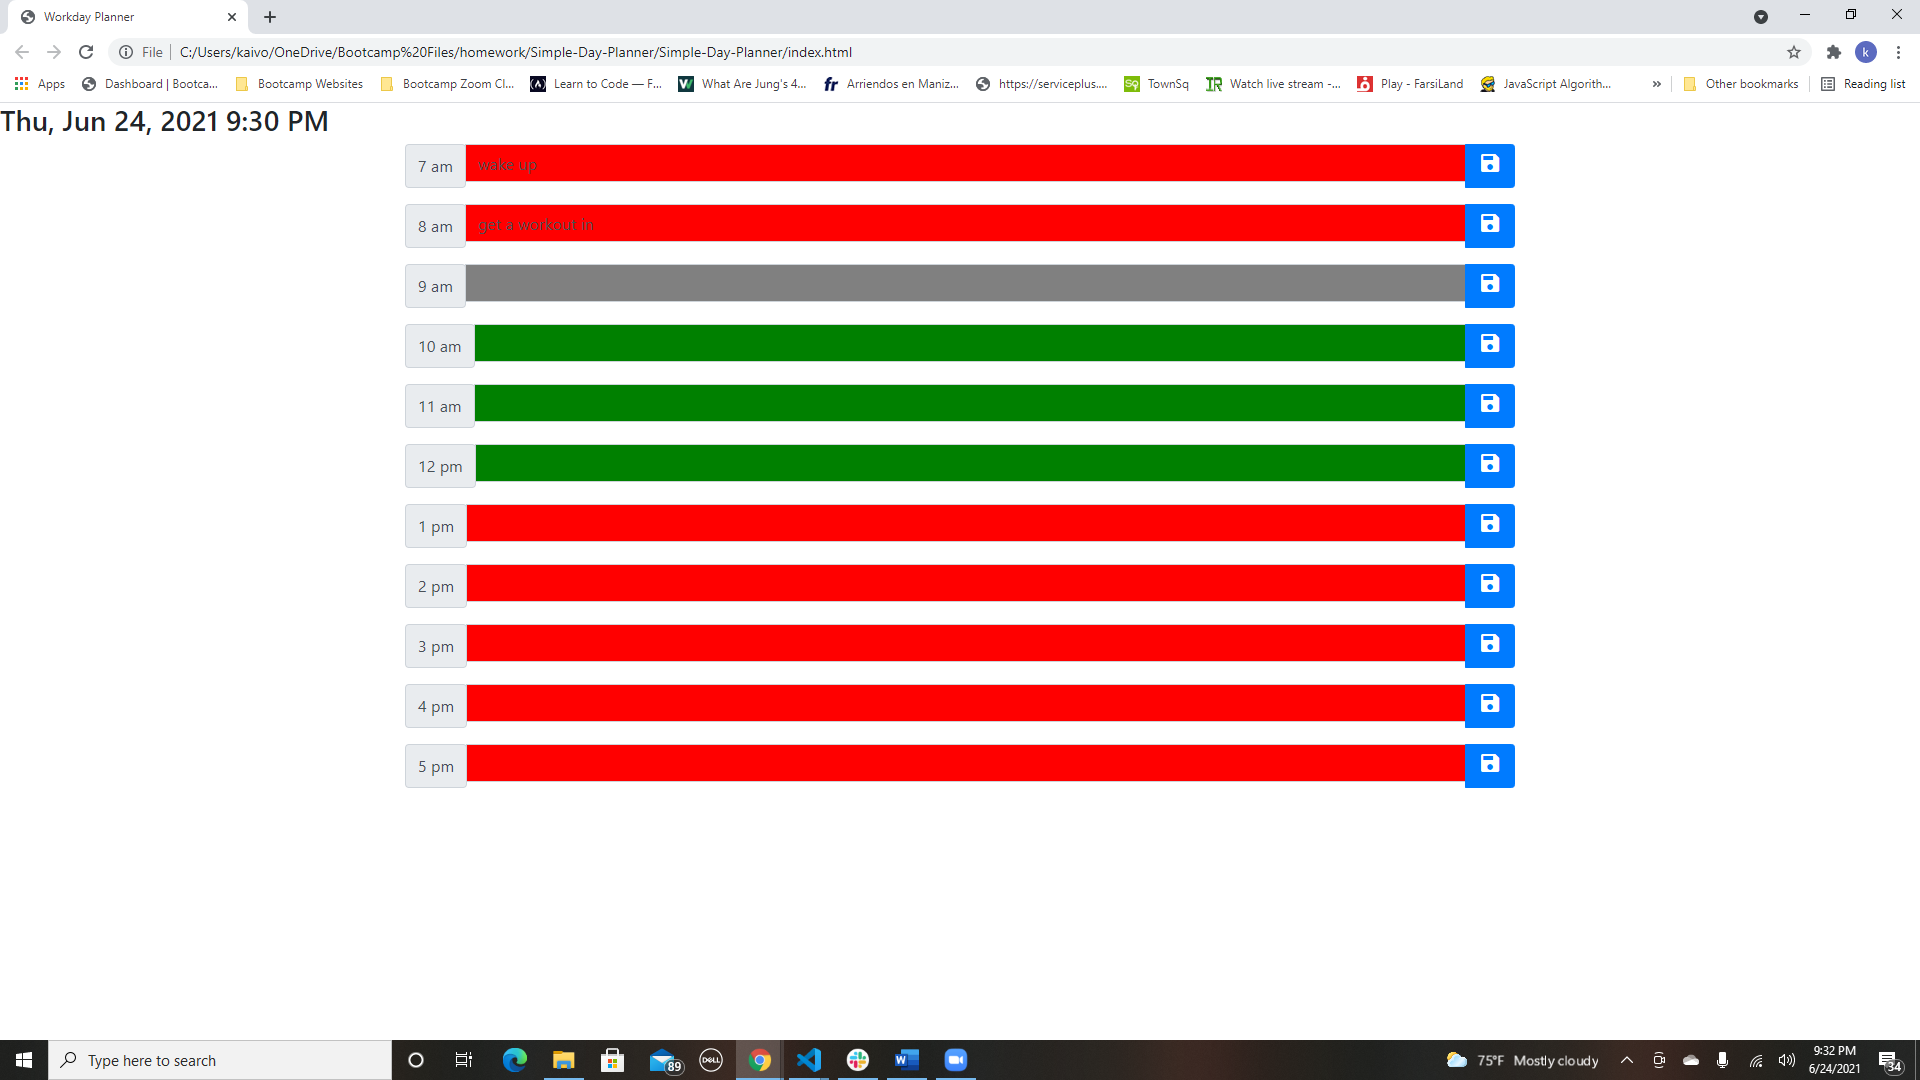 Workday Planner
File C:/Users/kaivo/OneDrive/Bootcamp%20Files/homework/Simple-Day-Planner/Simple-Day-Planner/index.html k
Apps Dashboard | Bootca... Bootcamp Websites Bootcamp Zoom Cl... (A) Learn to Code — F... W What Are Jung's 4... fr Arriendos en Maniz... https://serviceplus.... Sq TownSq IR Watch live stream -... Play - FarsiLand JavaScript Algorith... » Other bookmarks Reading list
Thu, Jun 24, 2021 9:30 PM
7 am wake up
8 am get a workout in
9 am
10 am
11 am
12 pm
1 pm
2 pm
3 pm
4 pm
5 pm
Type here to search 89 DELL W 75°F Mostly cloudy 9:32 PM
6/24/2021 34